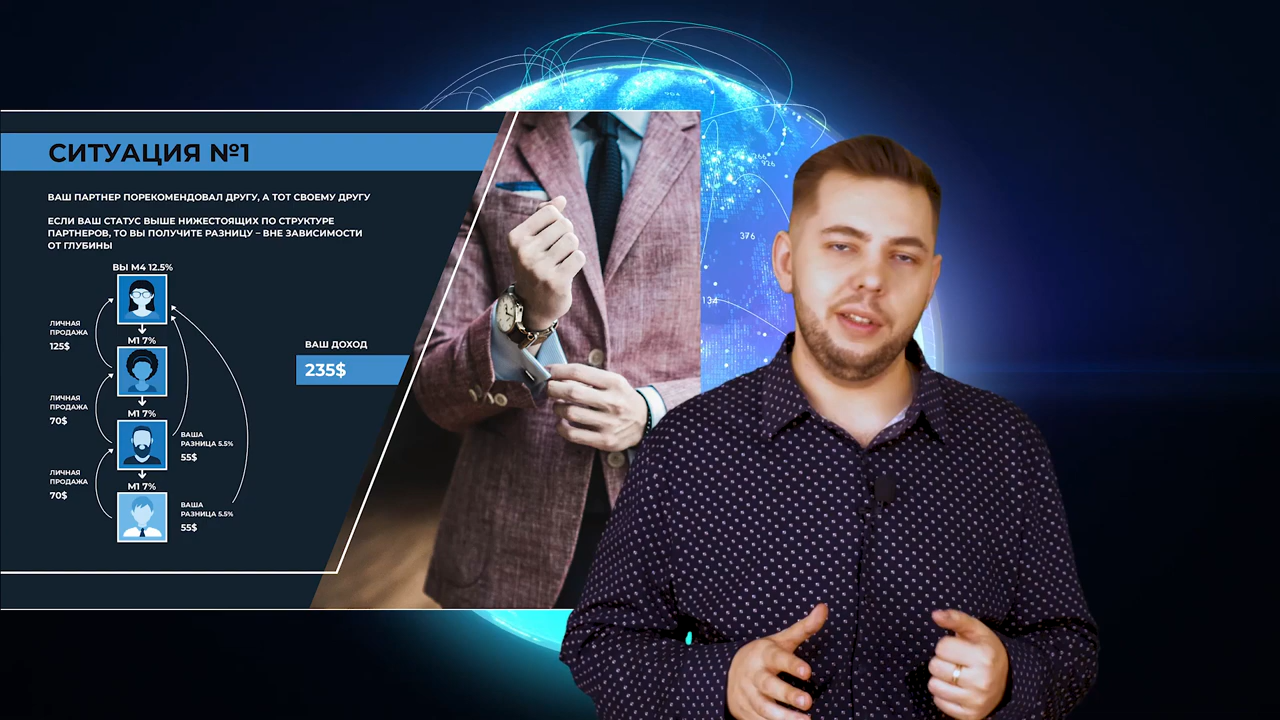 СИТУАЦИЯ №1
ВАШ ПАРТНЕР ПОРЕКОМЕНДОВАЛ ДРУГУ, А ТОТ СВОЕМУ ДРУГУ
ЕСЛИ ВАШ СТАТУС ВЫШЕ НИЖЕСТОЯЩИХ ПО СТРУКТУРЕ
ПАРТНЕРОВ, ТО ВЫ ПОЛУЧИТЕ РАЗНИЦУ – ВНЕ ЗАВИСИМОСТИ
ОТ ГЛУБИНЫ
ВЫ М4 12.5%
ЛИЧНАЯ
ПРОДАЖА
125$
М1 7%
ВАШ ДОХОД
235$
ЛИЧНАЯ
ПРОДАЖА
70$
М1 7%
ВАША
РАЗНИЦА 5.5%
55$
ЛИЧНАЯ
ПРОДАЖА
70$
М1 7%
ВАША
РАЗНИЦА 5.5%
55$
376
134